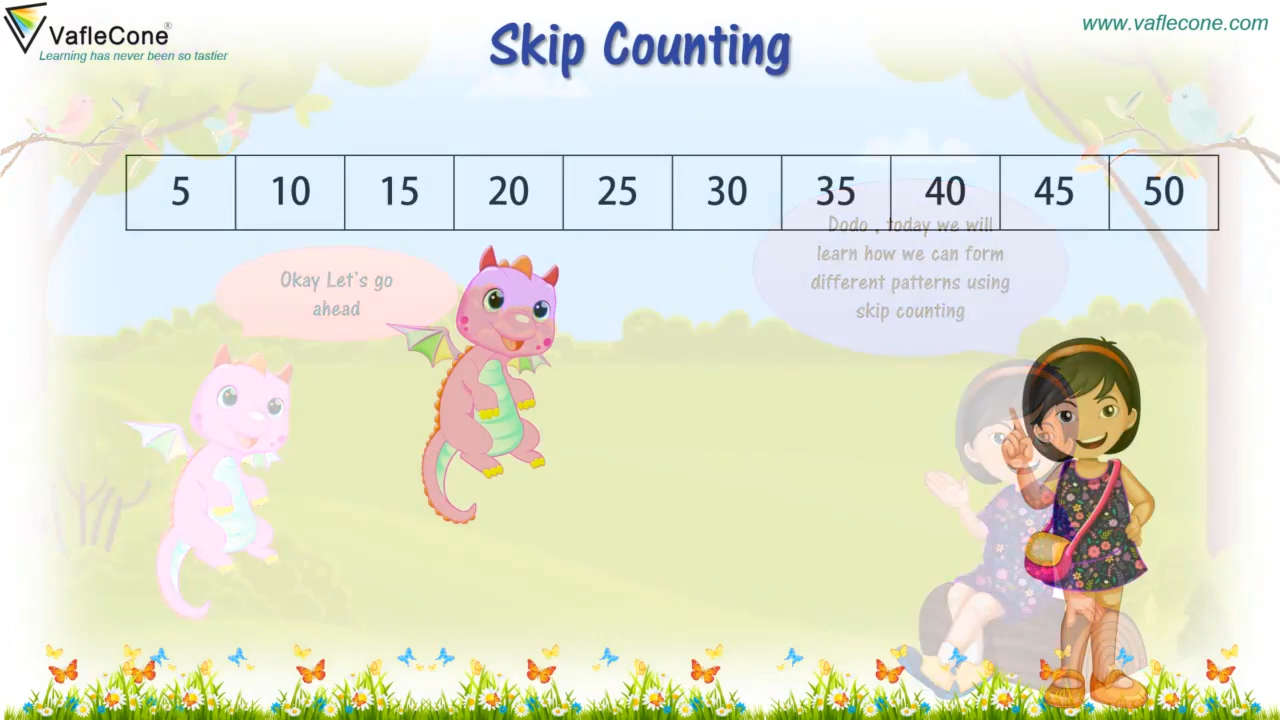 VafleCone®
Learning has never been so tastier
Skip Counting
www.vaflecone.com
5 10 15 20 25 30 35 40 45 50
Okay Let's go
ahead
Dodo , today we will
learn how we can form
different patterns using
skip counting